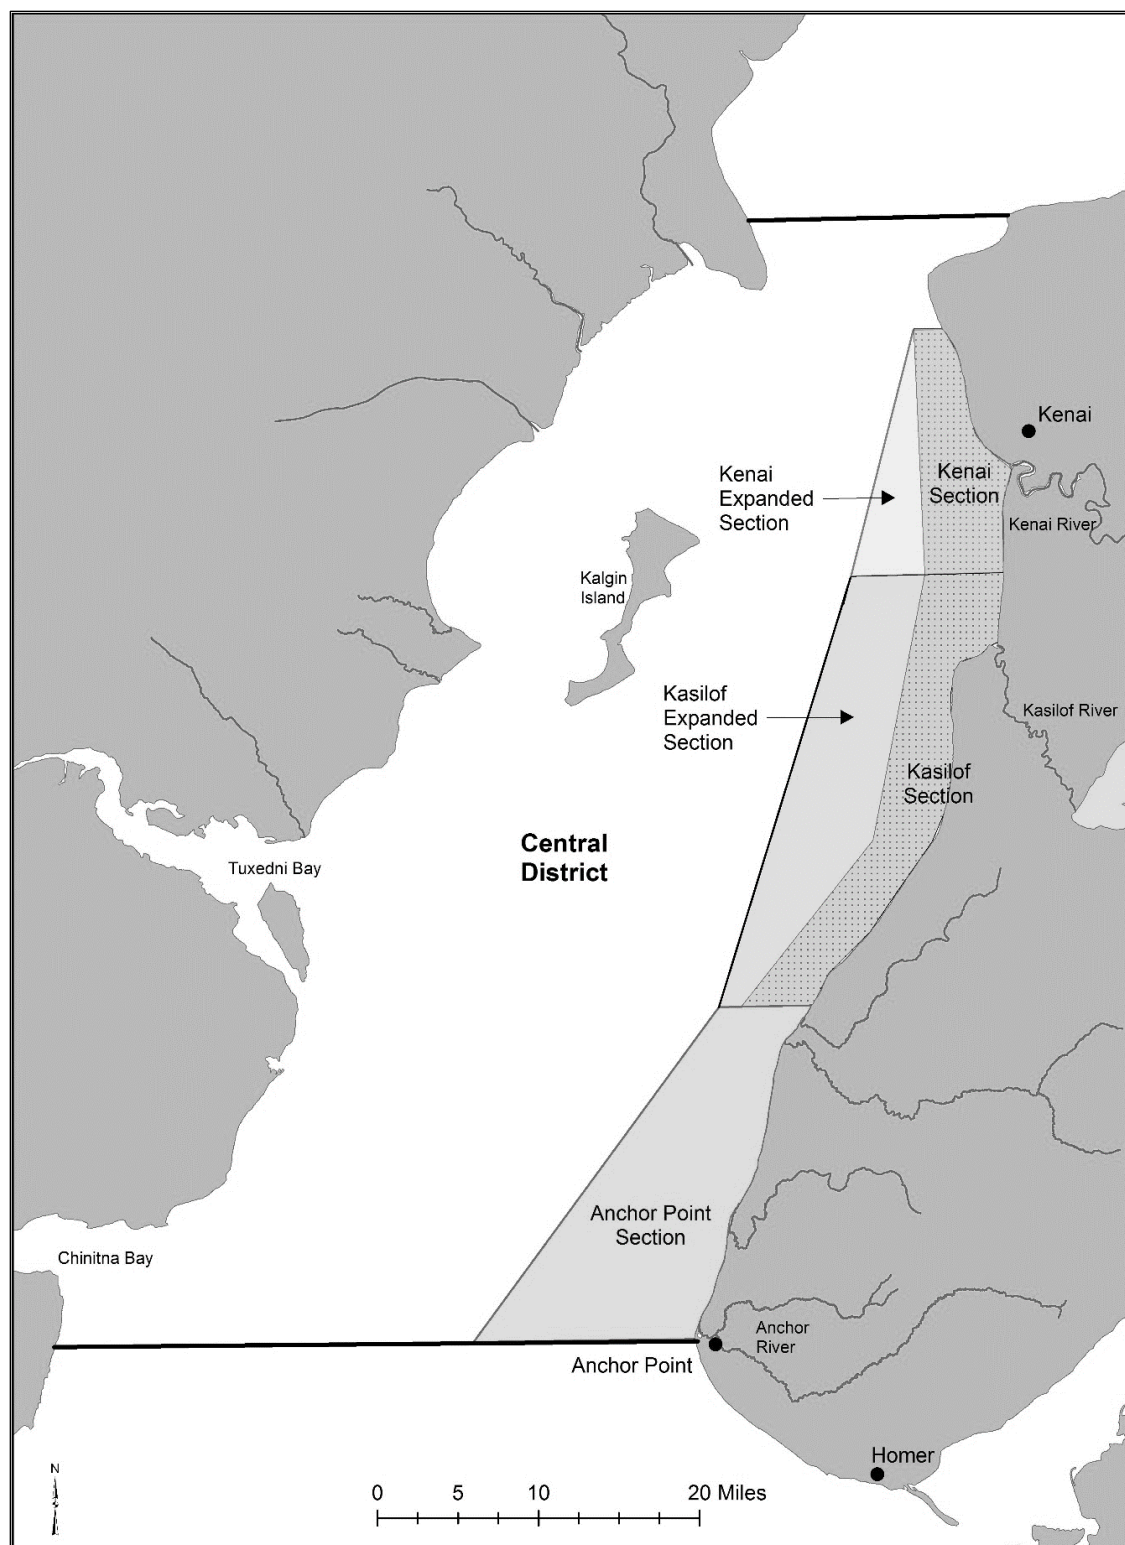 Kenai
Kenai
Expanded
Section
Kenai
Section
Kenai River
Kalgin
Island
Kasilof
Expanded
Section
Kasilof River
Kasilof
Section
Central
District
Tuxedni Bay
Anchor Point
Section
Chinitna Bay
Anchor
River
Anchor Point
Homer
N
0 5 10 20 Miles